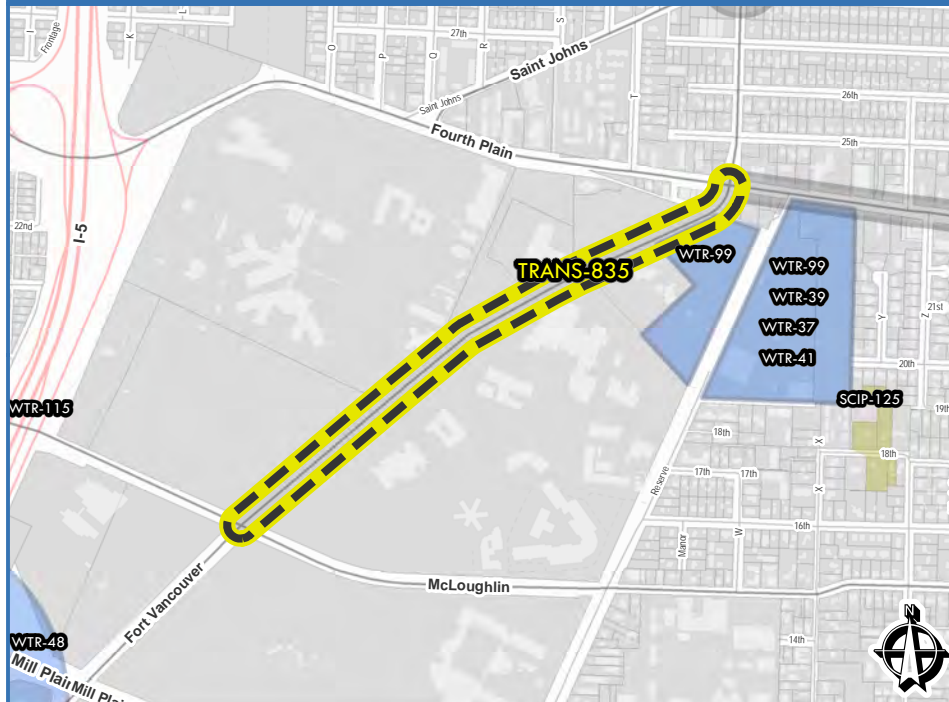 I
Frontage
K
L
O
P
Q
R
S
27th
Saint Johns
Saint Johns
T
26th
Fourth Plain
25th
I-5
22nd
TRANS-835
WTR-99
WTR-99
WTR-39
WTR-37
WTR-41
Y
Z
21st
20th
WTR-115
SCIP-125
19th
18th
X
18th
Reserve
17th
17th
X
16th
Manor
W
McLoughlin
Fort Vancouver
14th
N
WTR-48
Mill Plain
Mill Plain